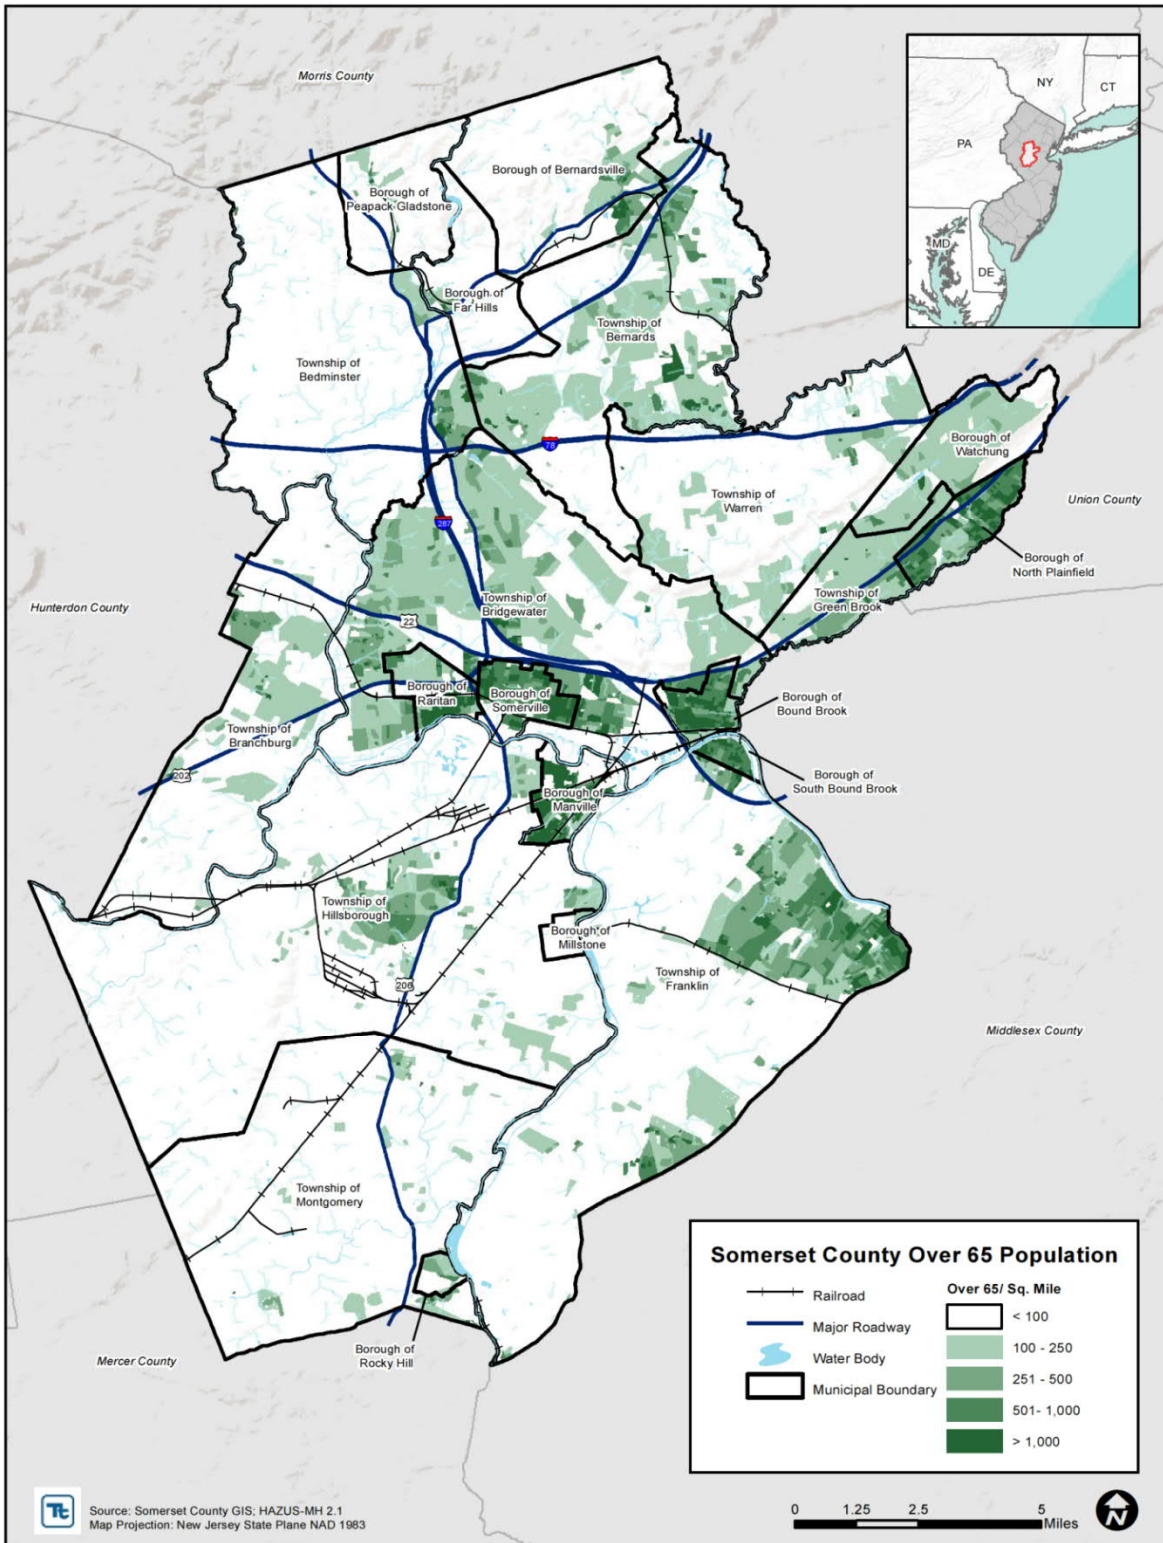 Morris County
NY
CT
PA
MD
DE
Borough of Bernardsville
Borough of
Peapack Gladstone
Borough of
Far Hills
Township of
Bernards
Township of
Bedminster
78
Borough of
Watchung
Township of
Warren
Union County
287
Borough of
North Plainfield
Hunterdon County
Township of
Green Brook
Township of
Bridgewater
22
Borough of
Raritan
Borough of
Somerville
Borough of
Bound Brook
Township of
Branchburg
202
Borough of
South Bound Brook
Borough of
Manville
Township of
Hillsborough
Borough of
Millstone
Township of
Franklin
206
Middlesex County
Township of
Montgomery
Mercer County
Borough of
Rocky Hill
Somerset County Over 65 Population
Railroad
Major Roadway
Water Body
Municipal Boundary
Over 65/ Sq. Mile
< 100
100 - 250
251 - 500
501- 1,000
> 1,000
Tt
Source: Somerset County GIS; HAZUS-MH 2.1
Map Projection: New Jersey State Plane NAD 1983
0 1.25 2.5 5
Miles
N